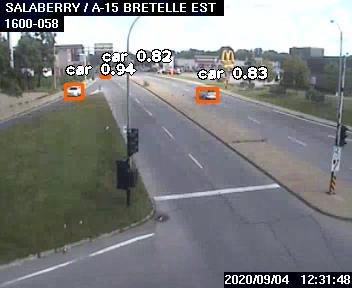 SALABERRY / A-15 BRETELLE EST
1600-058
car 0.82
car 0.94
car 0.83
2020/09/04 12:31:48